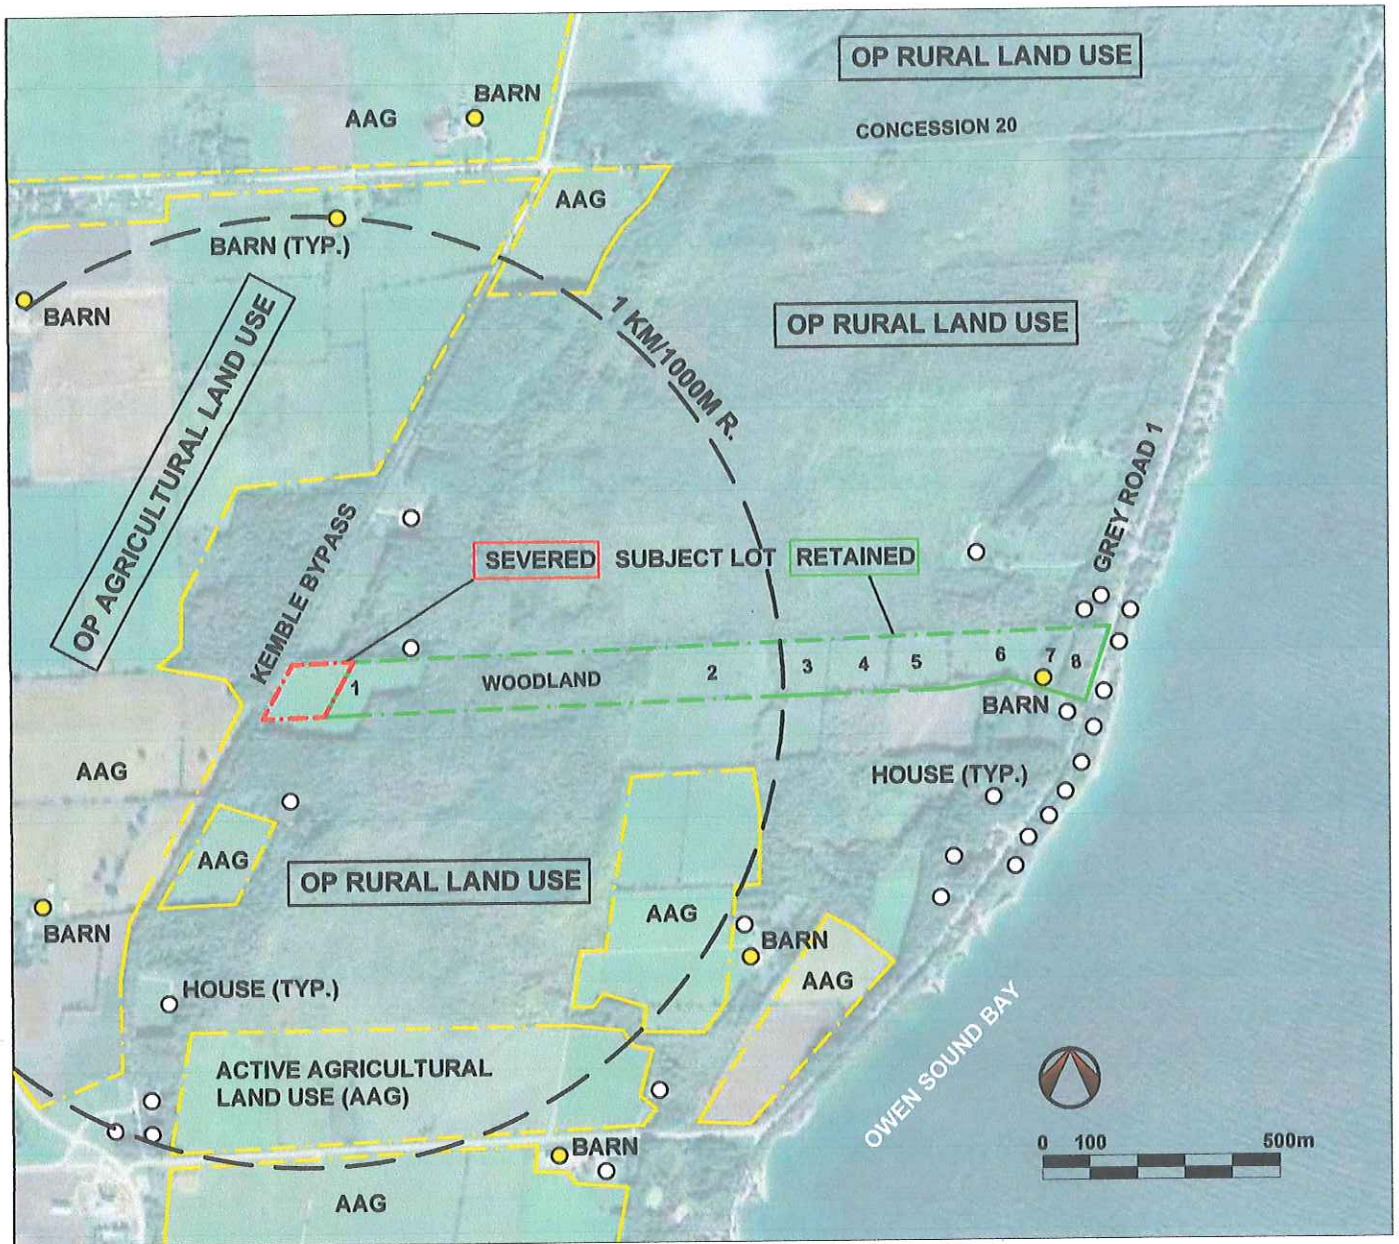 OP RURAL LAND USE
BARN
AAG
CONCESSION 20
AAG
BARN (TYP.)
BARN
OP AGRICULTURAL LAND USE
1 KM/1000M R.
OP RURAL LAND USE
GREY ROAD 1
KEMBLE BYPASS
SEVERED SUBJECT LOT RETAINED
1 WOODLAND 2 3 4 5 6 7 8
BARN
AAG
HOUSE (TYP.)
AAG
OP RURAL LAND USE
AAG
BARN
BARN
AAG
HOUSE (TYP.)
OWEN SOUND BAY
ACTIVE AGRICULTURAL
LAND USE (AAG)
BARN
0 100 500m
AAG